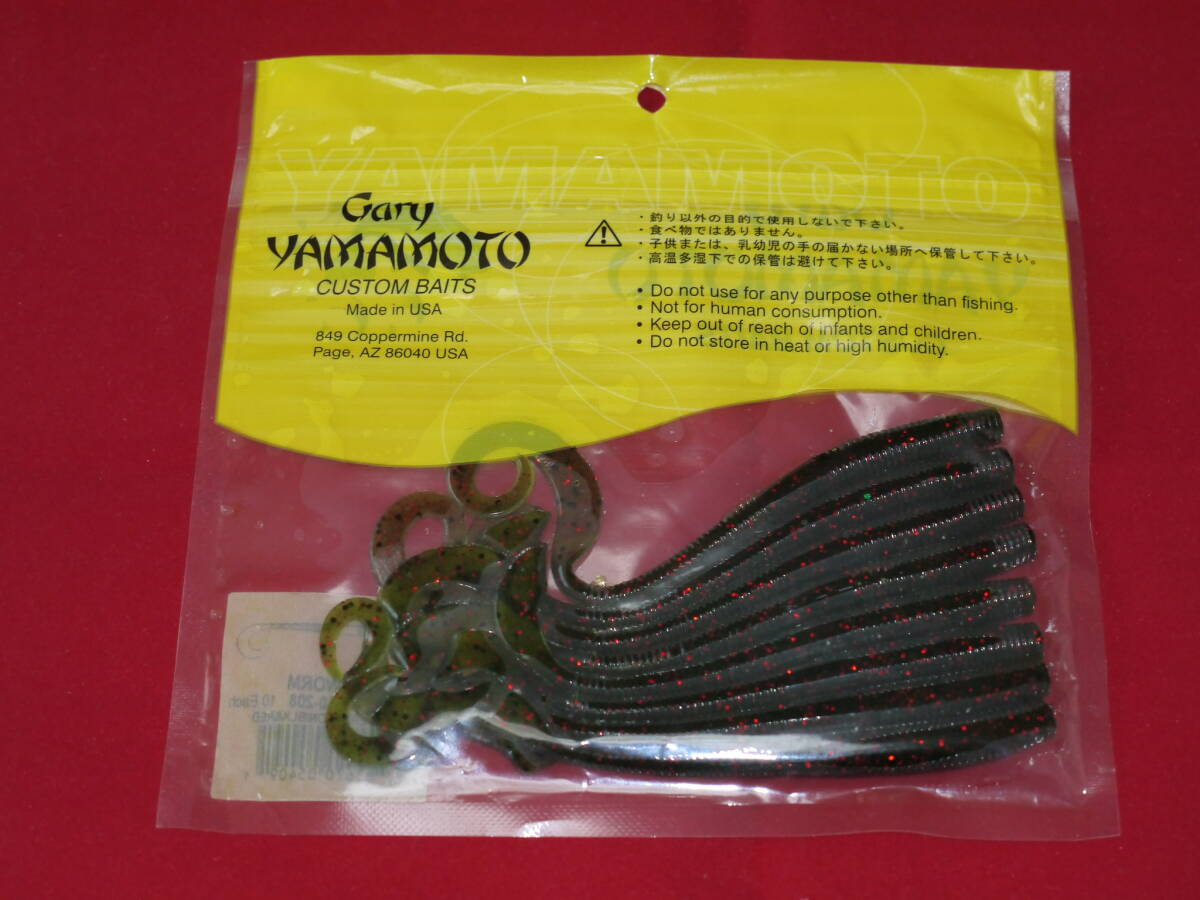 YAMAMOTO
Gary
YAMAMOTO
CUSTOM BAITS
Made in USA
849 Coppermine Rd.
Page, AZ 86040 USA
・釣り以外の目的で使用しないで下さい。
・食べ物ではありません。
・子供または、乳幼児の手の届かない場所へ保管して下さい。
・高温多湿下での保管は避けて下さい。
• Do not use for any purpose other than fishing.
• Not for human consumption.
• Keep out of reach of infants and children.
• Do not store in heat or high humidity.
-208 10 Each